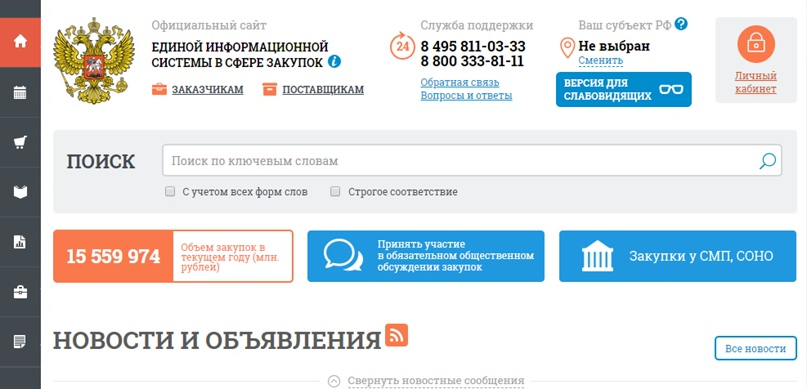 Официальный сайт
ЕДИНОЙ ИНФОРМАЦИОННОЙ
СИСТЕМЫ В СФЕРЕ ЗАКУПОК i
ЗАКАЗЧИКАМ
ПОСТАВЩИКАМ
Служба поддержки
24
8 495 811-03-33
8 800 333-81-11
Обратная связь
Вопросы и ответы
Ваш субъект РФ ?
Не выбран
Сменить
ВЕРСИЯ ДЛЯ
СЛАБОВИДЯЩИХ
Личный
кабинет
ПОИСК
Поиск по ключевым словам
С учетом всех форм слов
Строгое соответствие
15 559 974
Объем закупок в
текущем году (млн.
рублей)
Принять участие
в обязательном общественном
обсуждении закупок
Закупки у СМП, СОНО
НОВОСТИ И ОБЪЯВЛЕНИЯ
Все новости
Свернуть новостные сообщения